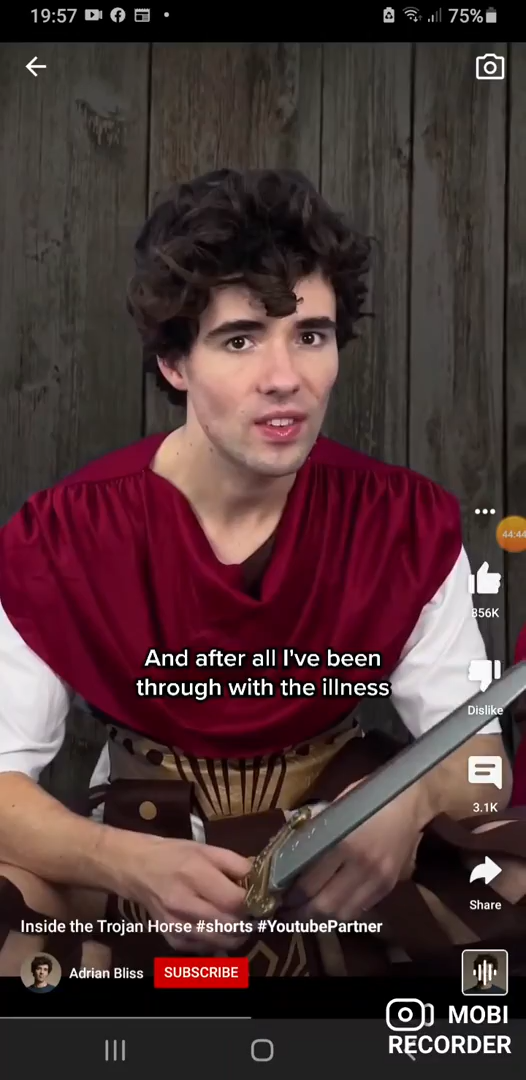 19:57
75%
44:44
856K
And after all I've been
through with the illness
Dislike
3.1K
Share
Inside the Trojan Horse #shorts #YoutubePartner
Adrian Bliss
SUBSCRIBE
MOBI
RECORDER